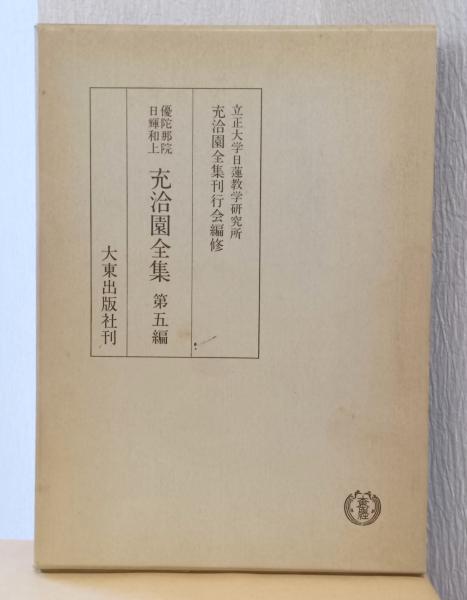 立正大学日蓮教学研究所
充洽園全集刊行会編修
優陀那院
日輝和上
充洽園全集 第五編
大東出版社刊